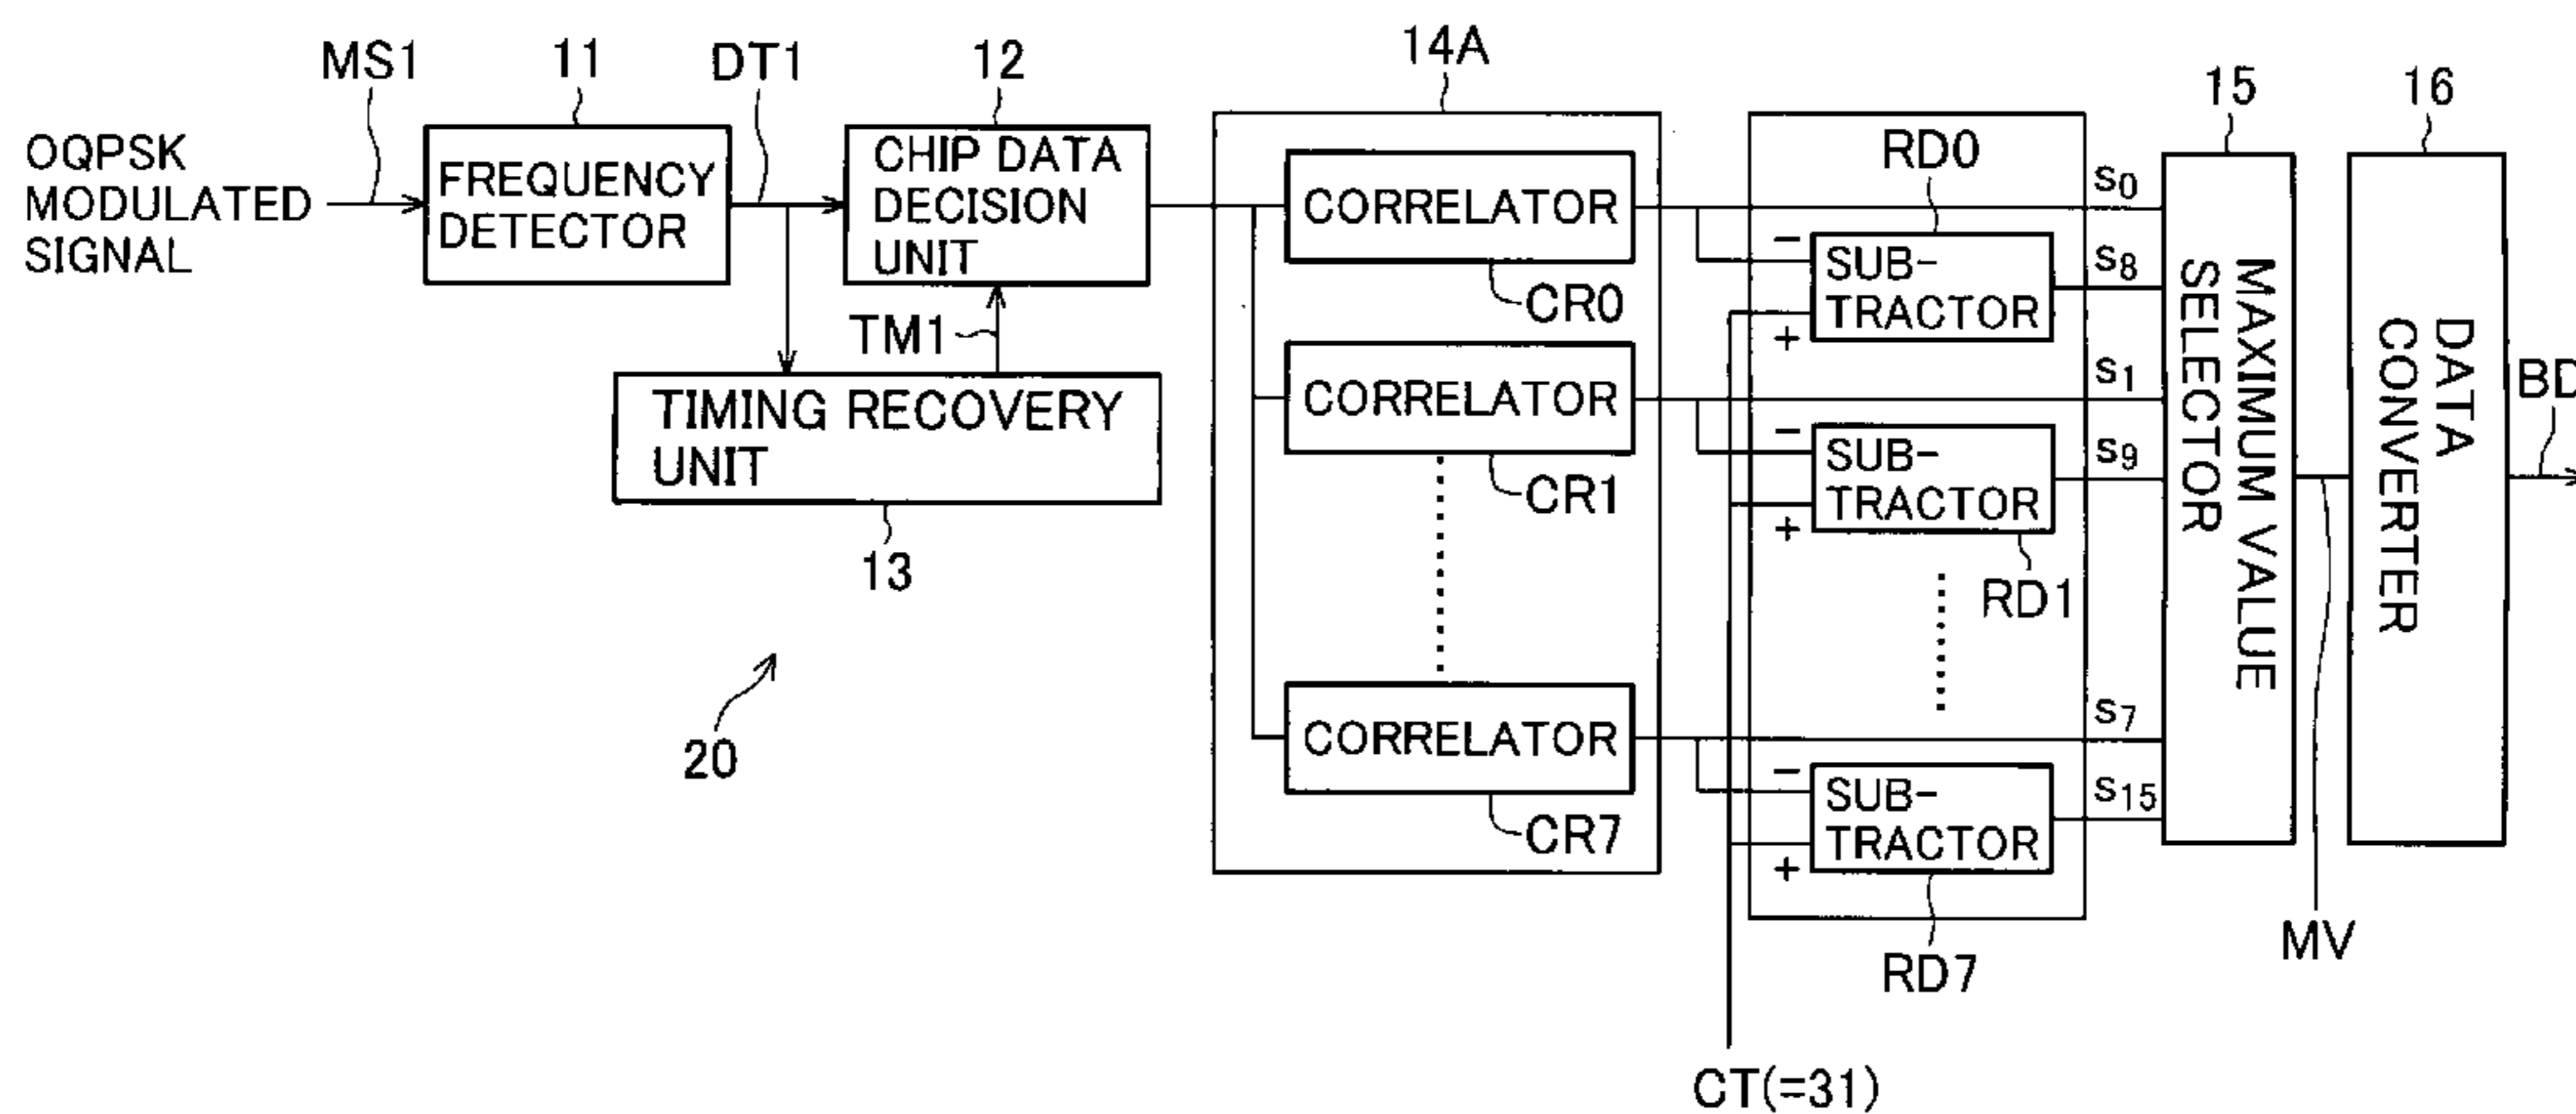 MS1
11
DT1
12
14A
15
16
OQPSK
MODULATED
SIGNAL
FREQUENCY
DETECTOR
CHIP DATA
DECISION
UNIT
TM1
TIMING RECOVERY
UNIT
13
20
CORRELATOR
CR0
CORRELATOR
CR1
CORRELATOR
CR7
RD0
−
SUB-
TRACTOR
+
−
SUB-
TRACTOR
+
RD1
−
SUB-
TRACTOR
+
RD7
CT(=31)
S0
S8
S1
S9
S7
S15
MAXIMUM VALUE
SELECTOR
MV
DATA
CONVERTER
BD